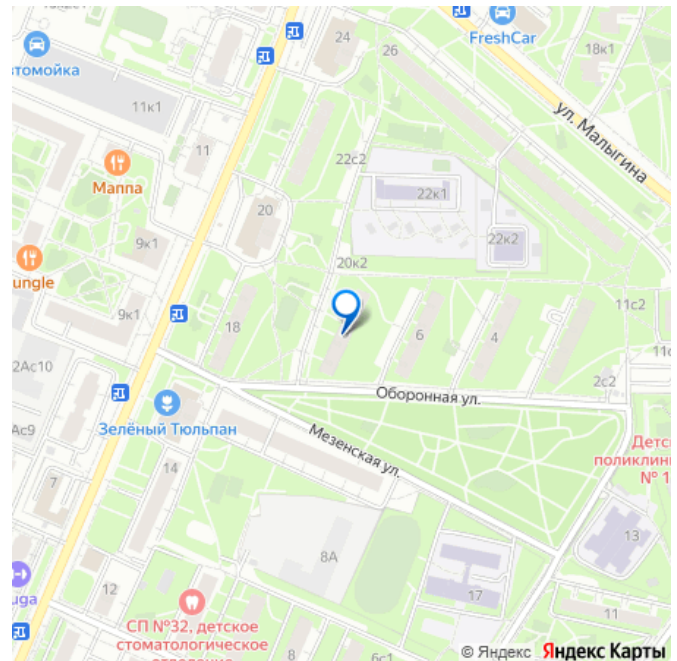 24
26
FreshCar
18к1
втомойка
11к1
ул. Малыгина
11
22с2
Manna
22к1
20
9к1
22к2
20к2
ungle
11с2
9к1
18
6
4
2Ас10
2с2
Оборонная ул.
Зелёный Тюльпан
Мезенская ул.
Ас9
Детс
поликлин
№ 1
14
7
13
8А
17
12
uga
СП №32, детское
стоматологическое
11
8
6с1
© Яндекс Яндекс Карты